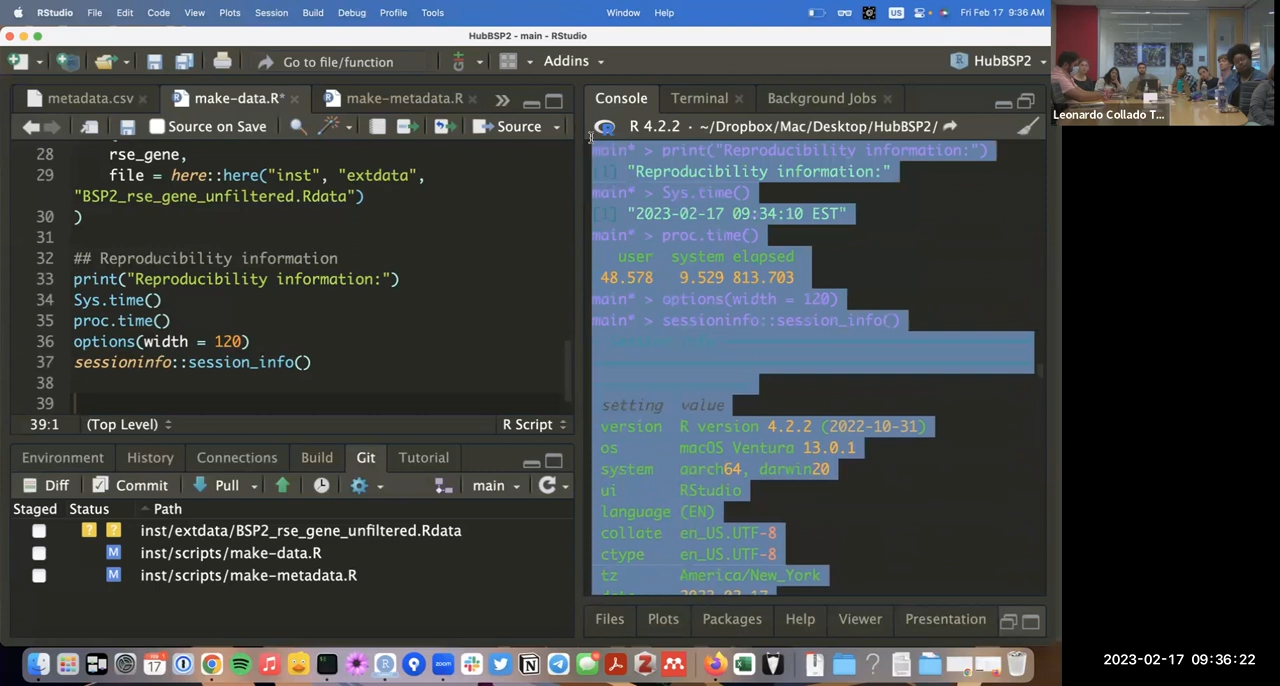 RStudio File Edit Code View Plots Session Build Debug Profile Tools Window Help US Fri Feb 17 9:36 AM
HubBSP2 - main - RStudio
Go to file/function Addins HubBSP2
metadata.csv make-data.R* make-metadata.R
Source on Save Source
28 rse_gene,
29 file = here::here("inst", "extdata",
"BSP2_rse_gene_unfiltered.Rdata")
30 )
31
32 ## Reproducibility information
33 print("Reproducibility information:")
34 Sys.time()
35 proc.time()
36 options(width = 120)
37 sessioninfo::session_info()
38
39
39:1 (Top Level) R Script
Environment History Connections Build Git Tutorial
Diff Commit Pull main
Staged Status Path
inst/extdata/BSP2_rse_gene_unfiltered.Rdata
M inst/scripts/make-data.R
M inst/scripts/make-metadata.R
Console Terminal Background Jobs
R 4.2.2 · ~/Dropbox/Mac/Desktop/HubBSP2/
main* > print("Reproducibility information:")
[1] "Reproducibility information:"
main* > Sys.time()
[1] "2023-02-17 09:34:10 EST"
main* > proc.time()
user system elapsed
48.578 9.529 813.703
main* > options(width = 120)
main* > sessioninfo::session_info()
setting value
version R version 4.2.2 (2022-10-31)
os macOS Ventura 13.0.1
system aarch64, darwin20
ui RStudio
language (EN)
collate en_US.UTF-8
ctype en_US.UTF-8
tz America/New_York
date 2023-02-17
Files Plots Packages Help Viewer Presentation
Leonardo Collado T...
17
zoom
2023-02-17 09:36:22